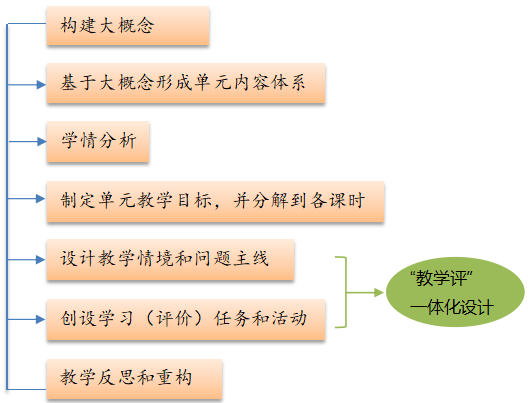 构建大概念
基于大概念形成单元内容体系
学情分析
制定单元教学目标，并分解到各课时
设计教学情境和问题主线
创设学习（评价）任务和活动
教学反思和重构
“教学评”
一体化设计